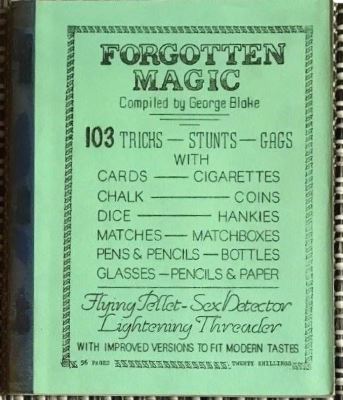 FORGOTTEN
MAGIC
Compiled by George Blake
103 TRICKS — STUNTS — GAGS
WITH
CARDS — CIGARETTES
CHALK — COINS
DICE — HANKIES
MATCHES — MATCHBOXES
PENS & PENCILS — BOTTLES
GLASSES — PENCILS & PAPER
Flying Pellet - Sex Detector
Lightening Threader
WITH IMPROVED VERSIONS TO FIT MODERN TASTES
56 PAGES TWENTY SHILLINGS